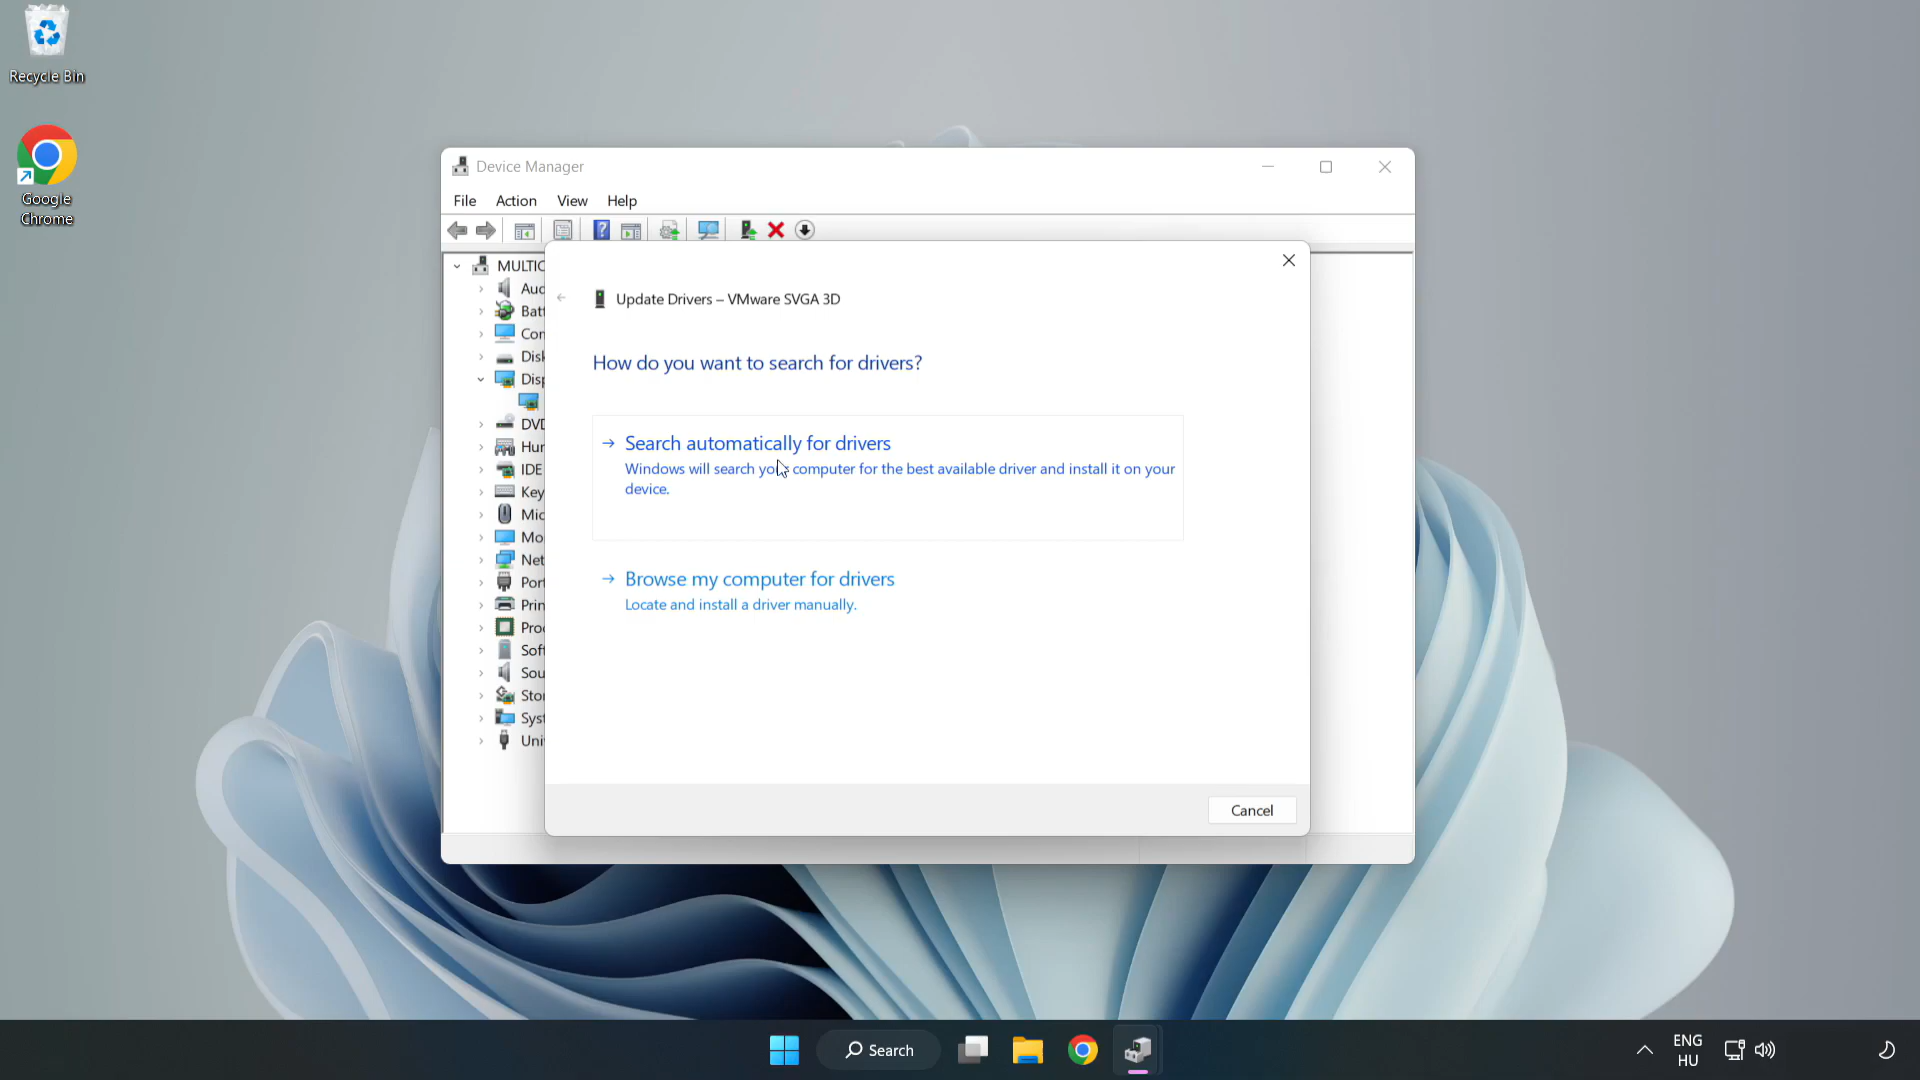 Recycle Bin
Google
Chrome
Device Manager
File Action View Help
Update Drivers – VMware SVGA 3D
How do you want to search for drivers?
Search automatically for drivers
Windows will search your computer for the best available driver and install it on your
device.
Browse my computer for drivers
Locate and install a driver manually.
Cancel
MULTIC
Aud
Batt
Com
Disk
Disp
DVD
Hum
IDE
Key
Mic
Mo
Net
Port
Prin
Proc
Soft
Sou
Stor
Syst
Univ
Search
ENG
HU